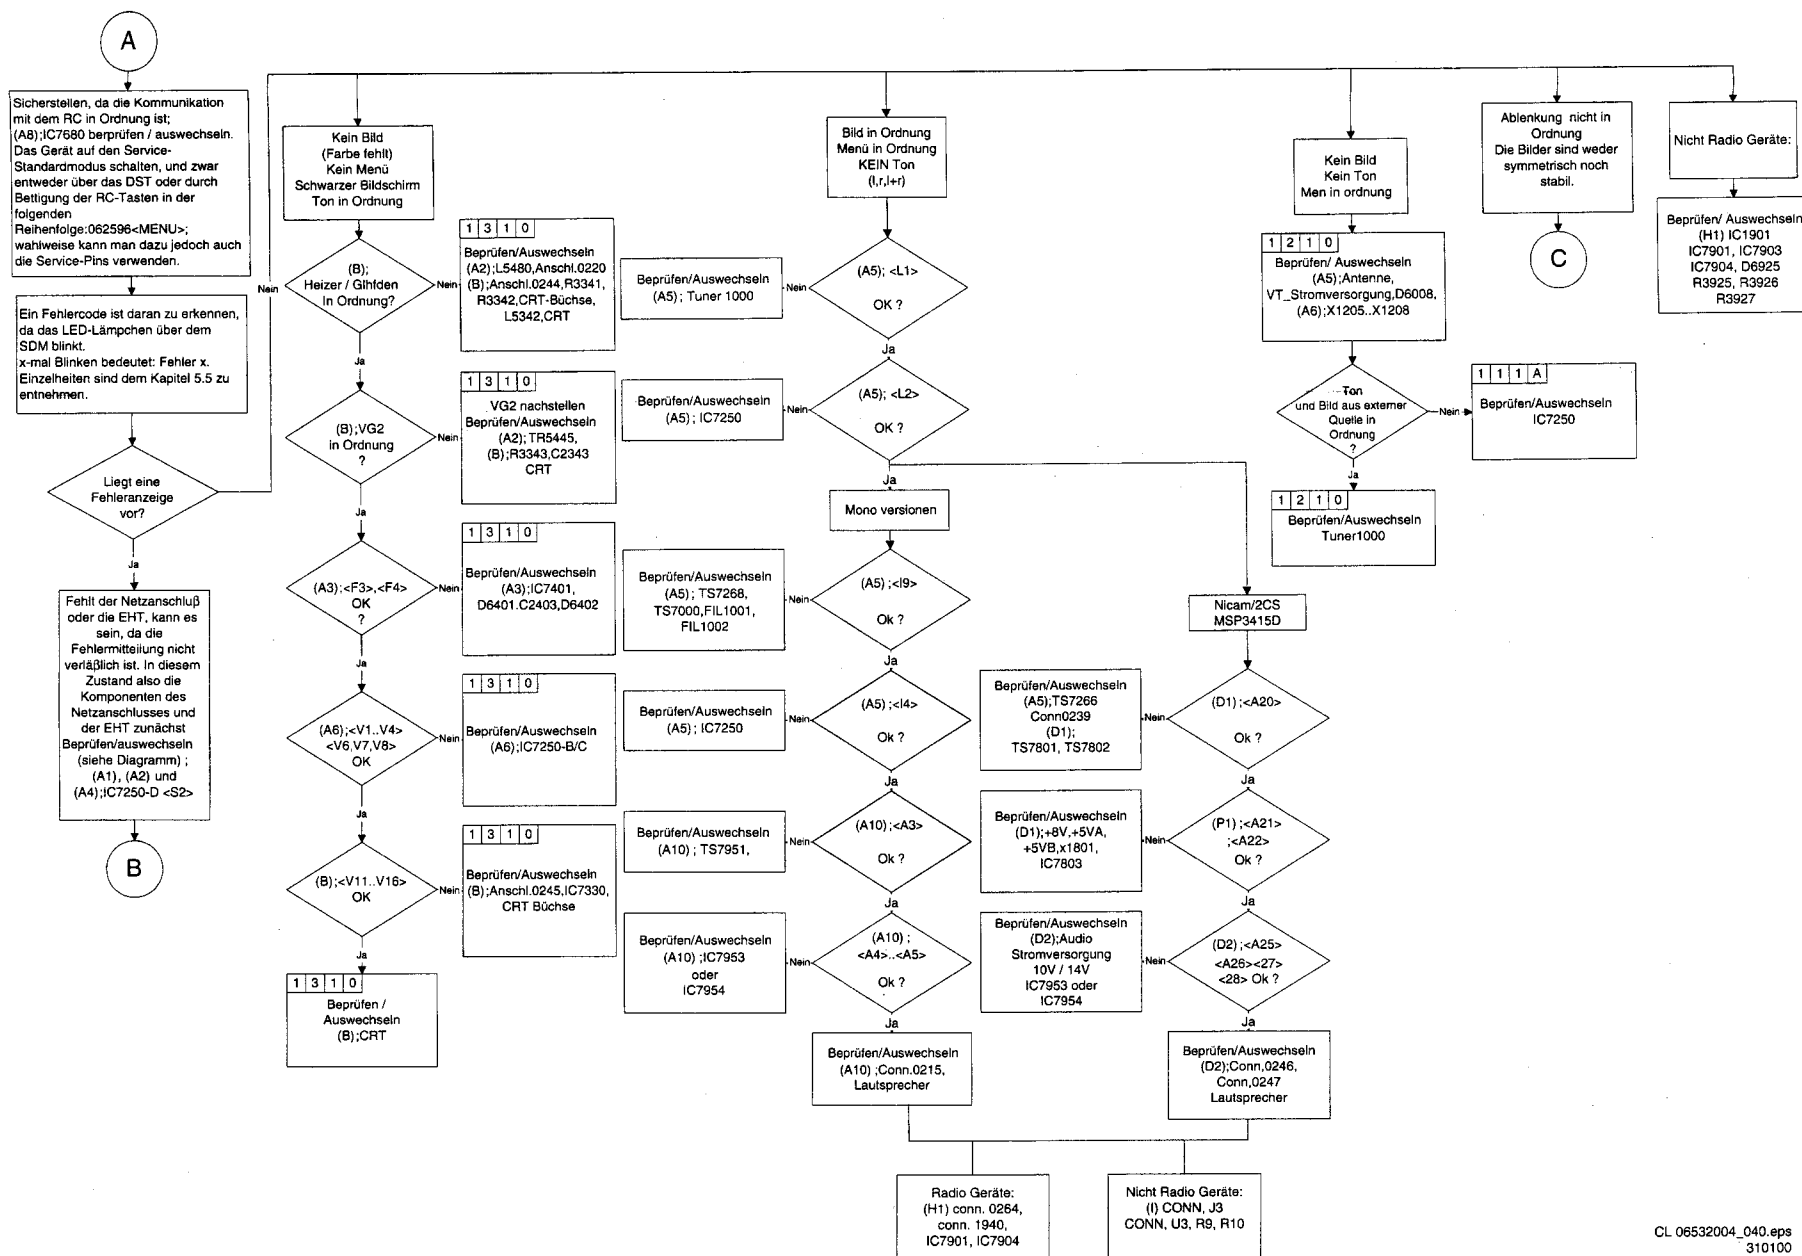 A
Sicherstellen, da die Kommunikation
mit dem RC in Ordnung ist;
(A8);IC7680 berprüfen / auswechseln.
Das Gerät auf den Service-
Standardmodus schalten, und zwar
entweder über das DST oder durch
Bettigung der RC-Tasten in der
folgenden
Reihenfolge:062596<MENU>;
wahlweise kann man dazu jedoch auch
die Service-Pins verwenden.
Ein Fehlercode ist daran zu erkennen,
da das LED-Lämpchen über dem
SDM blinkt.
x-mal Blinken bedeutet: Fehler x.
Einzelheiten sind dem Kapitel 5.5 zu
entnehmen.
Liegt eine
Fehleranzeige
vor?
Nein
Ja
Fehlt der Netzanschluß
oder die EHT, kann es
sein, da die
Fehlermitteilung nicht
verläßlich ist. In diesem
Zustand also die
Komponenten des
Netzanschlusses und
der EHT zunächst
Beprüfen/auswechseln
(siehe Diagramm) ;
(A1), (A2) und
(A4);IC7250-D <S2>
B
Kein Bild
(Farbe fehlt)
Kein Menü
Schwarzer Bildschirm
Ton in Ordnung
(B);
Heizer / Glhfden
In Ordnung?
Nein
1 3 1 0
Beprüfen/Auswechseln
(A2);L5480,Anschl.0220
(B);Anschl.0244,R3341,
R3342,CRT-Büchse,
L5342,CRT
Ja
(B);VG2
in Ordnung
?
Nein
1 3 1 0
VG2 nachstellen
Beprüfen/Auswechseln
(A2);TR5445,
(B);R3343,C2343
CRT
Ja
(A3);<F3>,<F4>
OK
?
Nein
1 3 1 0
Beprüfen/Auswechseln
(A3);IC7401,
D6401.C2403,D6402
Ja
(A6);<V1..V4>
<V6,V7,V8>
OK
Nein
1 3 1 0
Beprüfen/Auswechseln
(A6);IC7250-B/C
Ja
(B);<V11..V16>
OK
Nein
1 3 1 0
Beprüfen/Auswechseln
(B);Anschl.0245,IC7330,
CRT Büchse
Ja
1 3 1 0
Beprüfen /
Auswechseln
(B);CRT
Bild in Ordnung
Menü in Ordnung
KEIN Ton
(l,r,l+r)
(A5); <L1>
OK ?
Nein
Beprüfen/Auswechseln
(A5); Tuner 1000
Ja
(A5); <L2>
OK ?
Nein
Beprüfen/Auswechseln
(A5); IC7250
Ja
Mono versionen
(A5) ;<I9>
Ok ?
Nein
Beprüfen/Auswechseln
(A5); TS7268,
TS7000,FIL1001,
FIL1002
Ja
(A5) ;<I4>
Ok ?
Nein
Beprüfen/Auswechseln
(A5); IC7250
Ja
(A10) ;<A3>
Ok ?
Nein
Beprüfen/Auswechseln
(A10) ; TS7951,
Ja
(A10) ;
<A4>..<A5>
Ok ?
Nein
Beprüfen/Auswechseln
(A10) ;IC7953
oder
IC7954
Ja
Beprüfen/Auswechseln
(A10) ;Conn.0215,
Lautsprecher
Nicam/2CS
MSP3415D
(D1) ;<A20>
Ok ?
Nein
Beprüfen/Auswechseln
(A5);TS7266
Conn0239
(D1);
TS7801, TS7802
Ja
(P1) ;<A21>
;<A22>
Ok ?
Nein
Beprüfen/Auswechseln
(D1);+8V,+5VA,
+5VB,x1801,
IC7803
Ja
(D2) ;<A25>
<A26><27>
<28> Ok ?
Nein
Beprüfen/Auswechseln
(D2);Audio
Stromversorgung
10V / 14V
IC7953 oder
IC7954
Ja
Beprüfen/Auswechseln
(D2);Conn,0246,
Conn,0247
Lautsprecher
Radio Geräte:
(H1) conn. 0264,
conn. 1940,
IC7901, IC7904
Nicht Radio Geräte:
(I) CONN, J3
CONN, U3, R9, R10
Kein Bild
Kein Ton
Men in ordnung
1 2 1 0
Beprüfen/ Auswechseln
(A5);Antenne,
VT_Stromversorgung,D6008,
(A6);X1205..X1208
Ton
und Bild aus externer
Quelle in
Ordnung
?
Nein
1 1 1 A
Beprüfen/Auswechseln
IC7250
Ja
1 2 1 0
Beprüfen/Auswechseln
Tuner1000
Ablenkung nicht in
Ordnung
Die Bilder sind weder
symmetrisch noch
stabil.
C
Nicht Radio Geräte:
Beprüfen/ Auswechseln
(H1) IC1901
IC7901, IC7903
IC7904, D6925
R3925, R3926
R3927
CL 06532004_040.eps
310100